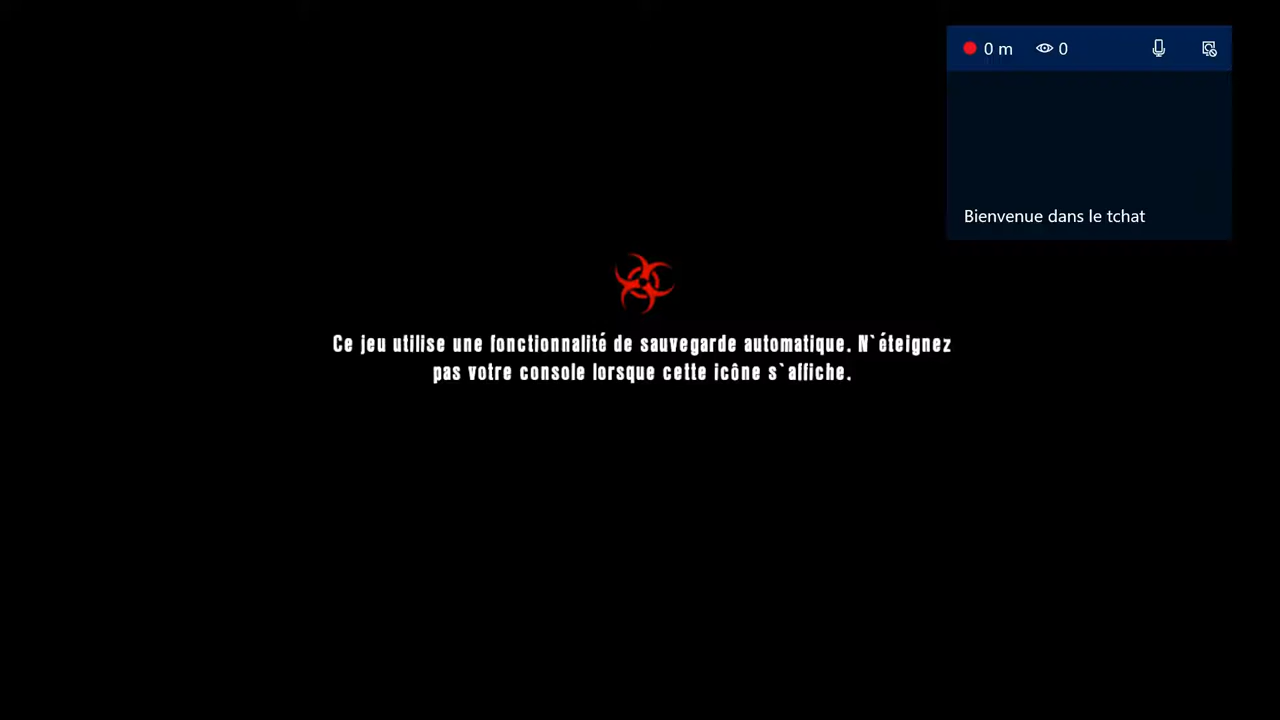 0 m 0
Bienvenue dans le tchat
Ce jeu utilise une fonctionnalité de sauvegarde automatique. N`éteignez
pas votre console lorsque cette icône s`affiche.